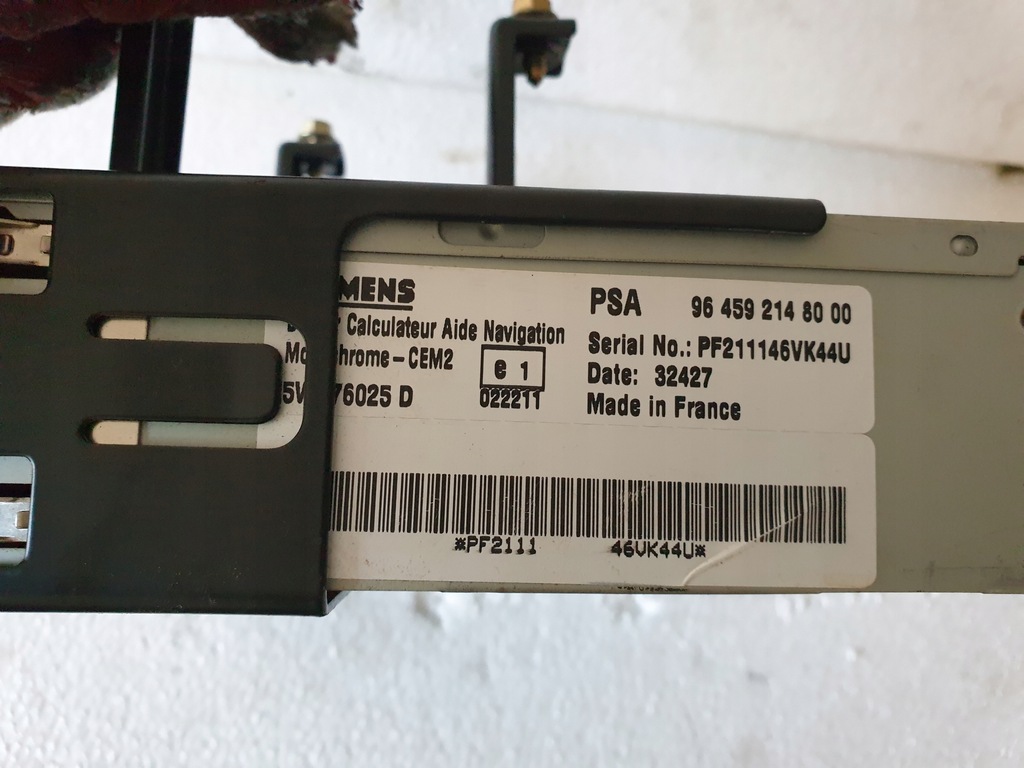 MENS
Calculateur Aide Navigation
chrome-CEM2
76025 D
e 1
022211
PSA 96 459 214 80 00
Serial No.: PF211146VK44U
Date: 32427
Made in France
*PF2111 46VK44U*